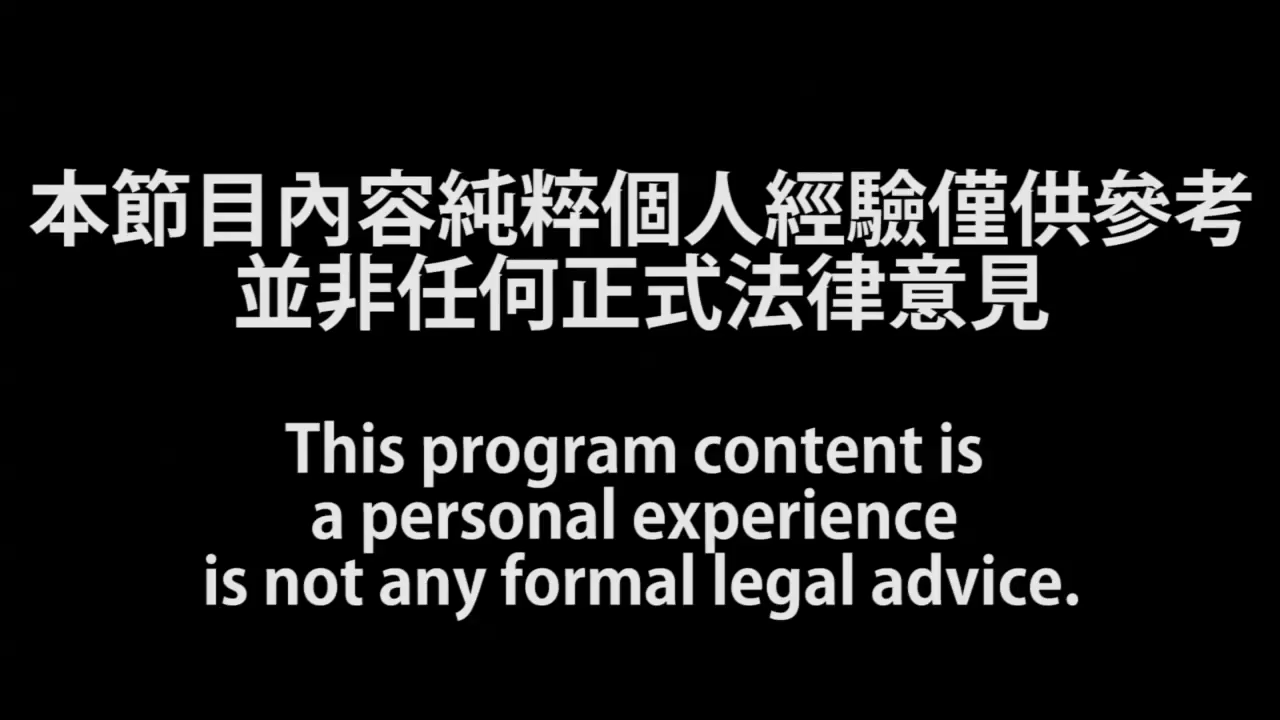 本節目內容純粹個人經驗僅供參考
並非任何正式法律意見
This program content is
a personal experience
is not any formal legal advice.